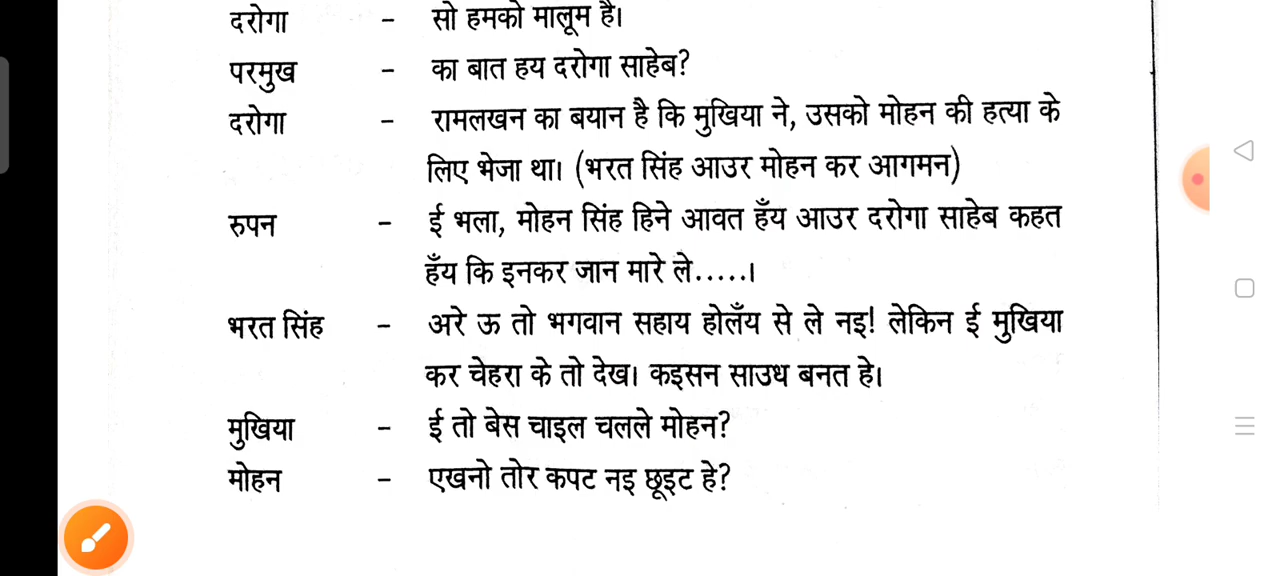 दरोगा - सो हमको मालूम है।
परमुख - का बात हय दरोगा साहेब?
दरोगा - रामलखन का बयान है कि मुखिया ने, उसको मोहन की हत्या के
लिए भेजा था। (भरत सिंह आउर मोहन कर आगमन)
रुपन - ई भला, मोहन सिंह हिने आवत हँय आउर दरोगा साहेब कहत
हँय कि इनकर जान मारे ले.....।
भरत सिंह - अरे ऊ तो भगवान सहाय होलँय से ले नइ! लेकिन ई मुखिया
कर चेहरा के तो देख। कइसन साउध बनत हे।
मुखिया - ई तो बेस चाइल चलले मोहन?
मोहन - एखनो तोर कपट नइ छूइट हे?